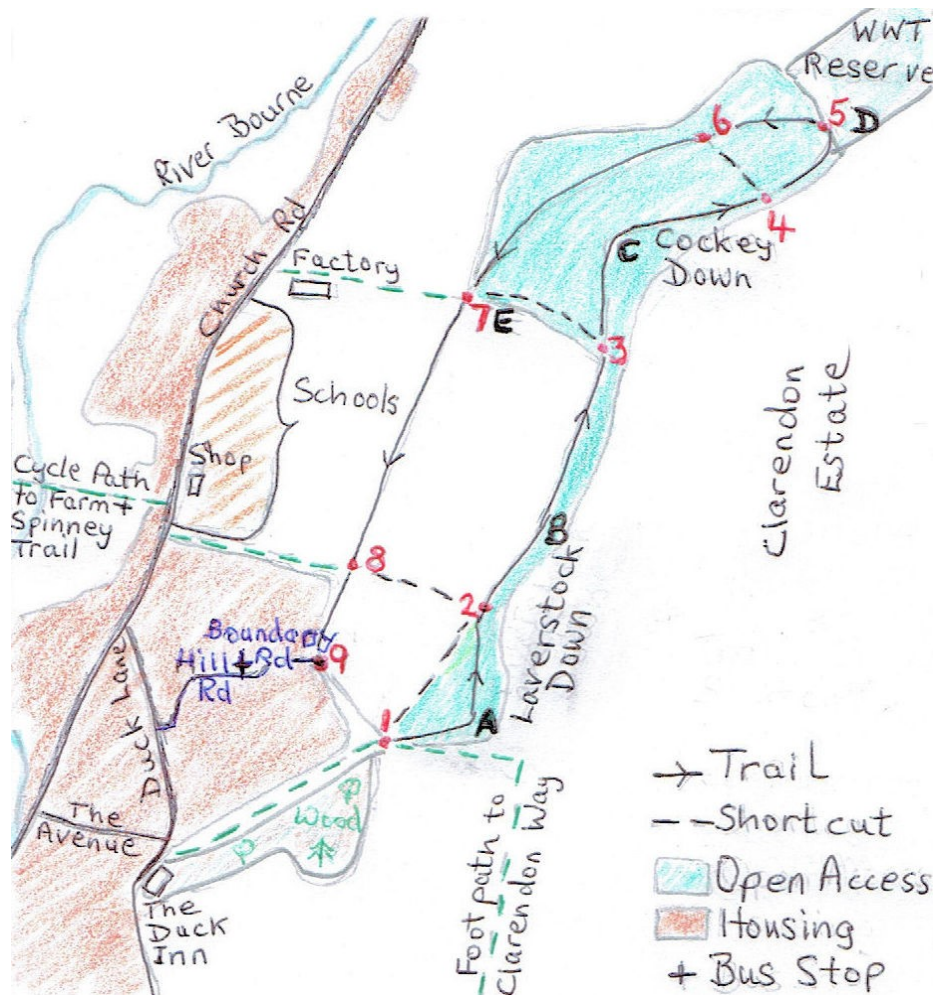 WWT
Reserve
River Bourne
6
5
D
4
Church Rd
Factory
C
Cockey
Down
7
E
3
Schools
Shop
Clarendon
Estate
Cycle Path
to Farm+
Spinney
Trail
B
8
2
Laverstock
Down
Boundary
Hill + Rd
Rd
9
Duck Lane
1
A
The
Avenue
P
Wood
P
The
Duck
Inn
Footpath to
Clarendon Way
Trail
Short cut
Open Access
Housing
+ Bus Stop